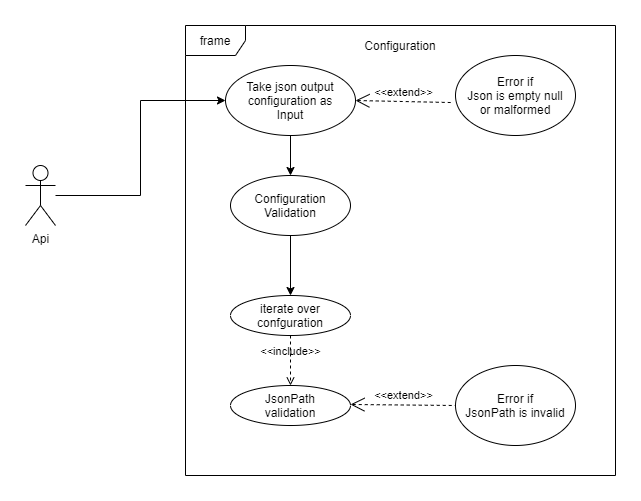 frame
Configuration
Take json output
configuration as
Input
<<extend>>
Error if
Json is empty null
or malformed
Configuration
Validation
Api
iterate over
confguration
<<include>>
JsonPath
validation
<<extend>>
Error if
JsonPath is invalid